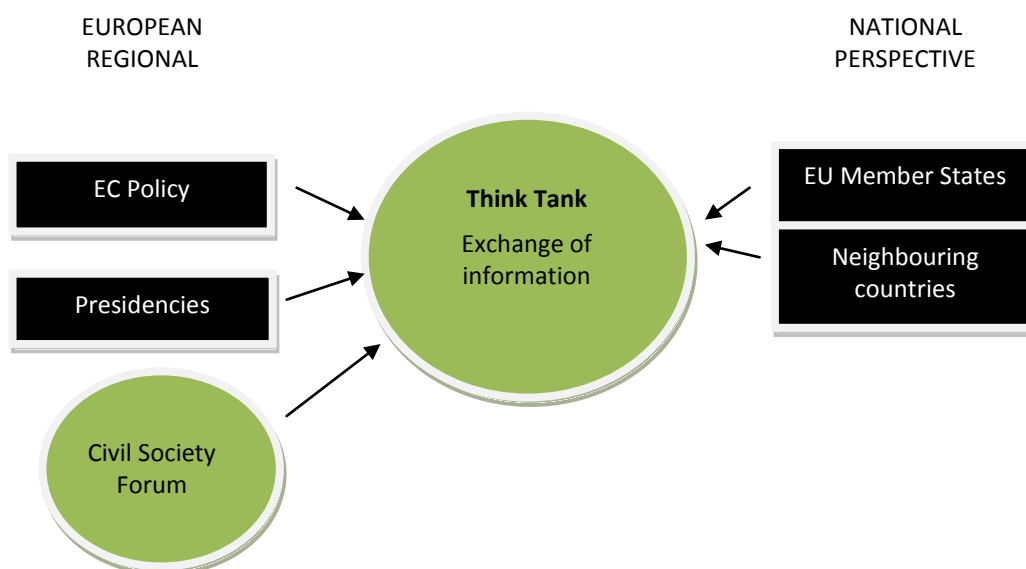 EUROPEAN
REGIONAL
NATIONAL
PERSPECTIVE
EC Policy
Presidencies
Civil Society
Forum
Think Tank
Exchange of
information
EU Member States
Neighbouring
countries